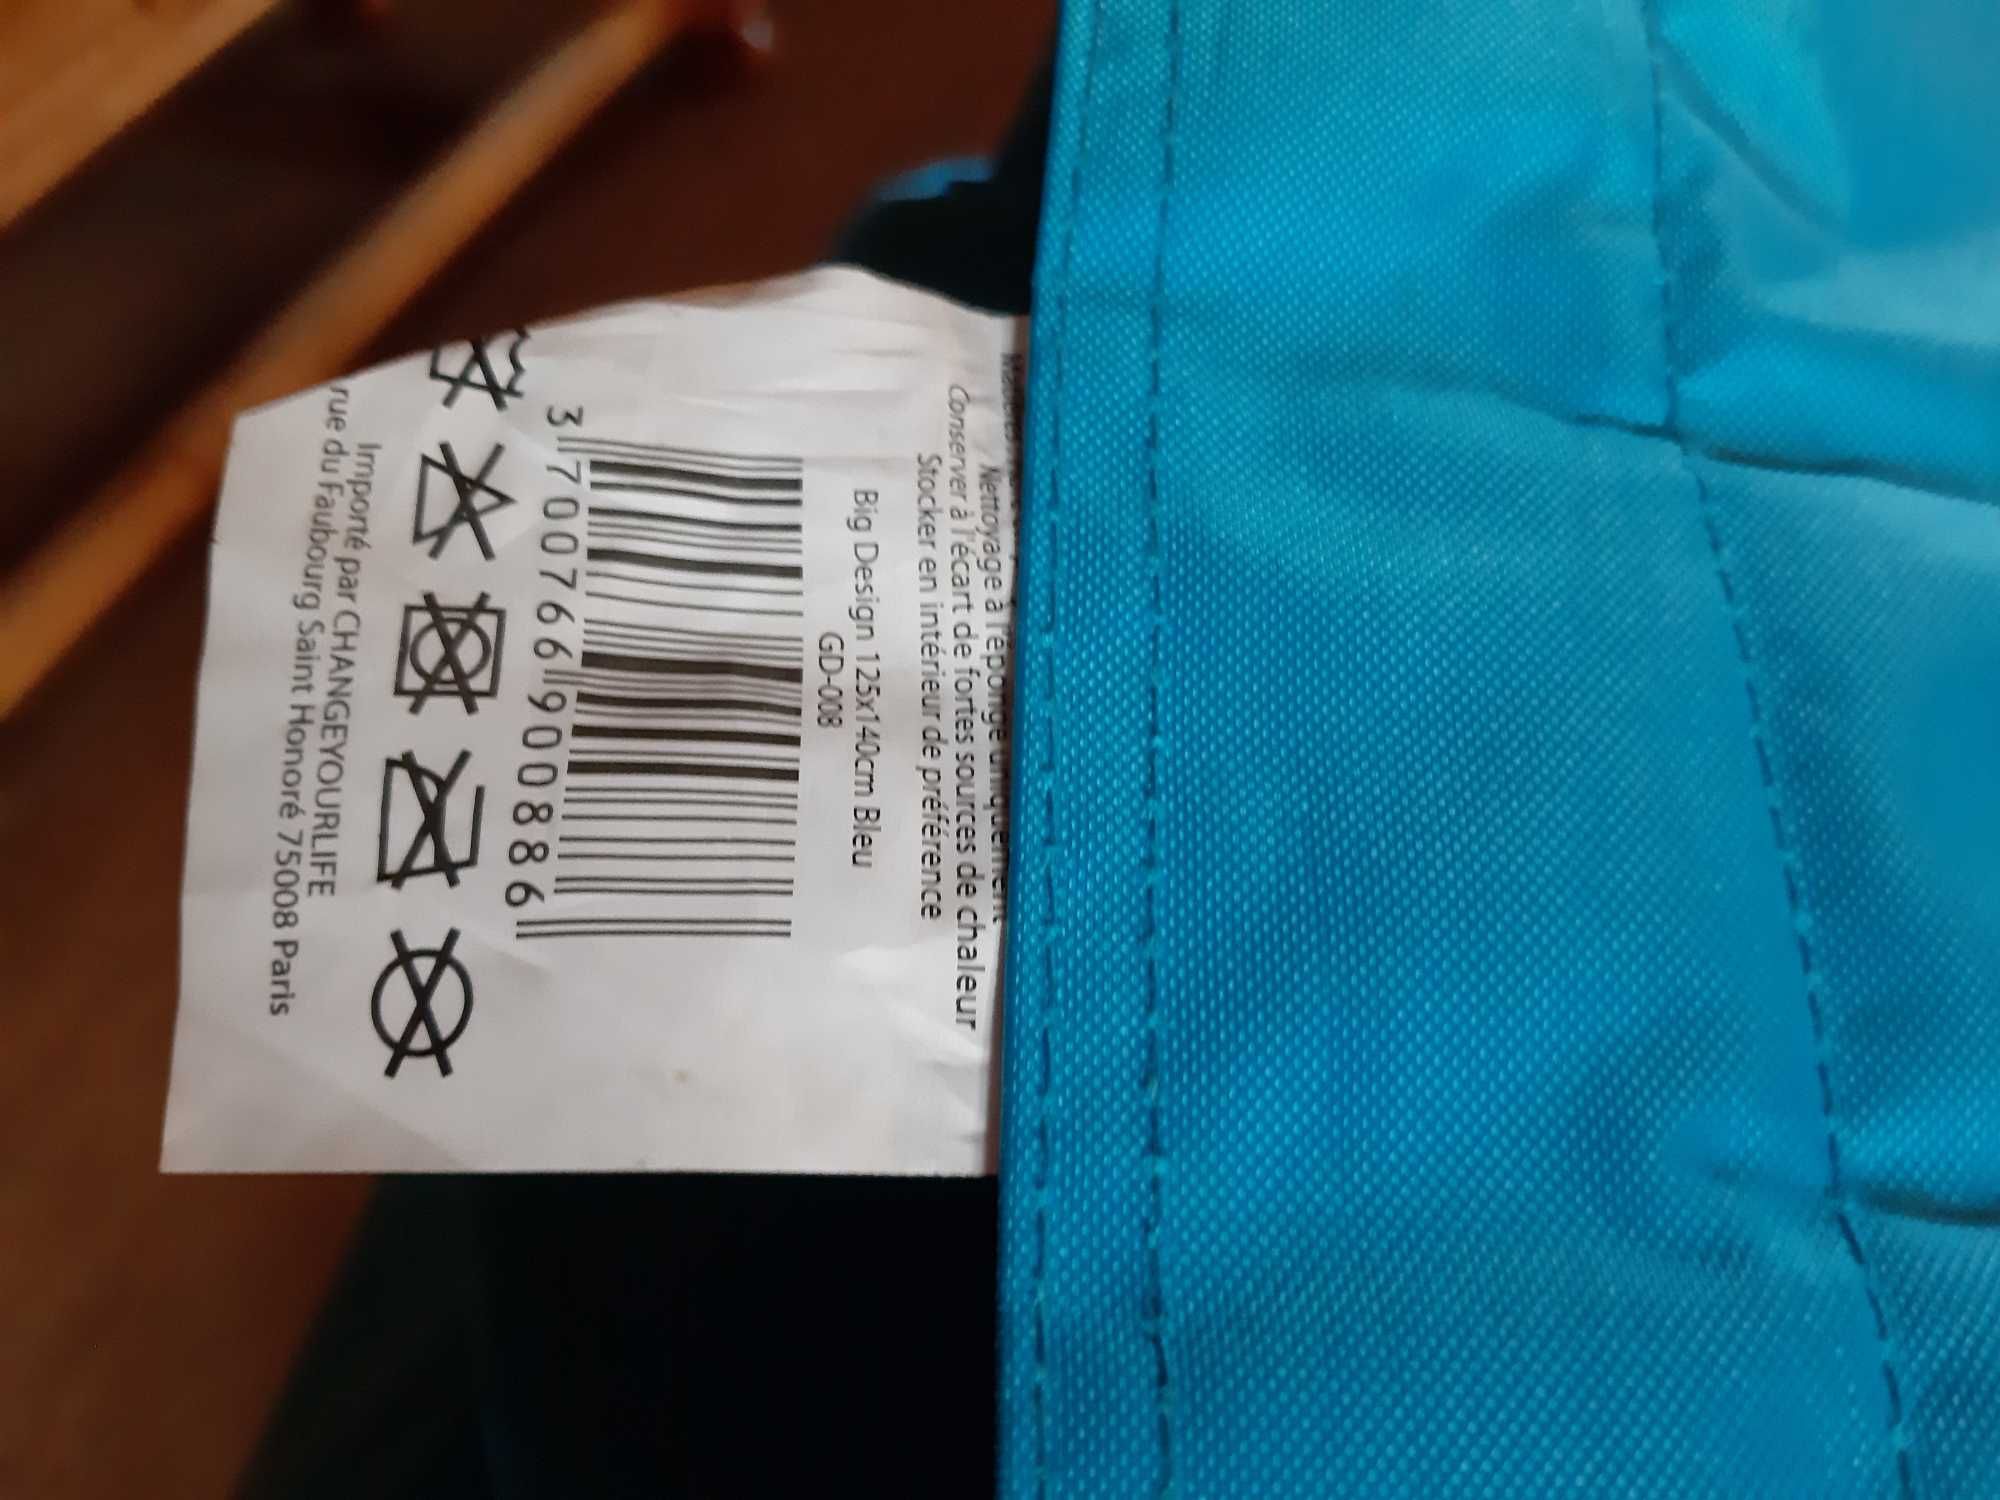 Nettoyage à l'éponge uniquement
Conserver à l'écart de fortes sources de chaleur
Stocker en intérieur de préférence
Big Design 125x140cm Bleu
GD-008
3 700766 900886
Importé par CHANGEYOURLIFE
rue du Faubourg Saint Honoré 75008 Paris